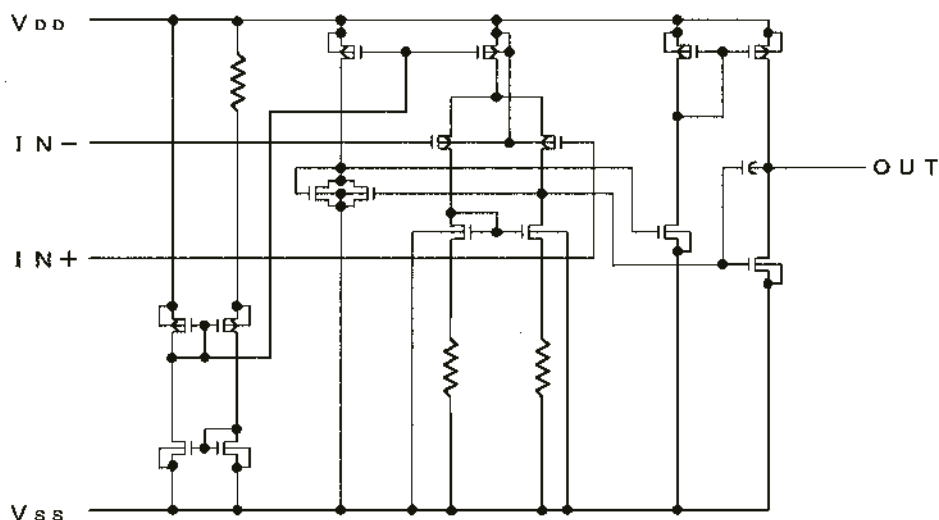 VDD
IN-
OUT
IN+
VSS